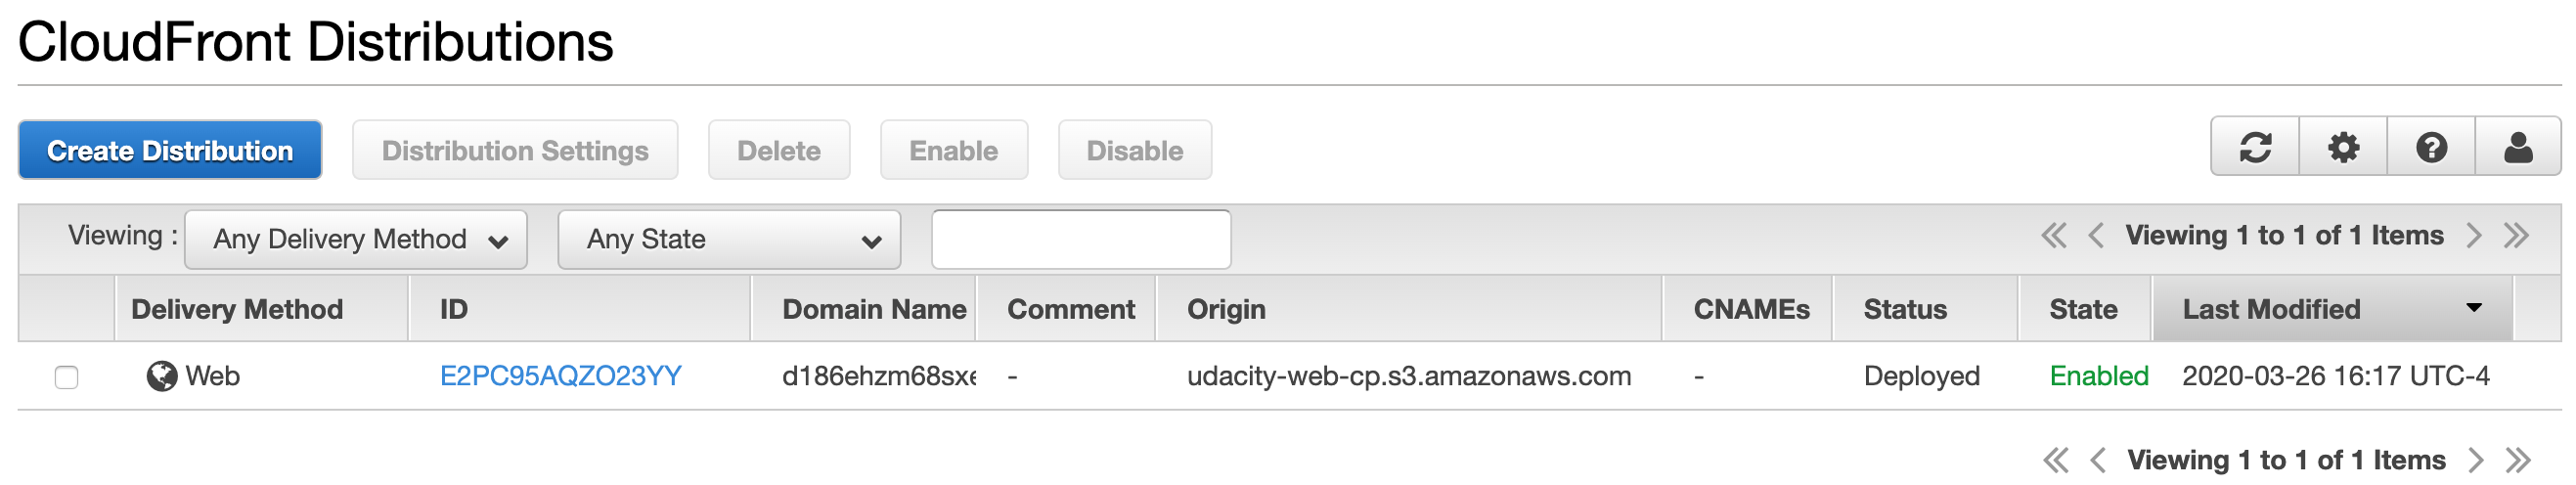 CloudFront Distributions
Create Distribution Distribution Settings Delete Enable Disable
Viewing : Any Delivery Method Any State Viewing 1 to 1 of 1 Items
Delivery Method ID Domain Name Comment Origin CNAMEs Status State Last Modified
Web E2PC95AQZO23YY d186ehzm68sxe - udacity-web-cp.s3.amazonaws.com - Deployed Enabled 2020-03-26 16:17 UTC-4
Viewing 1 to 1 of 1 Items